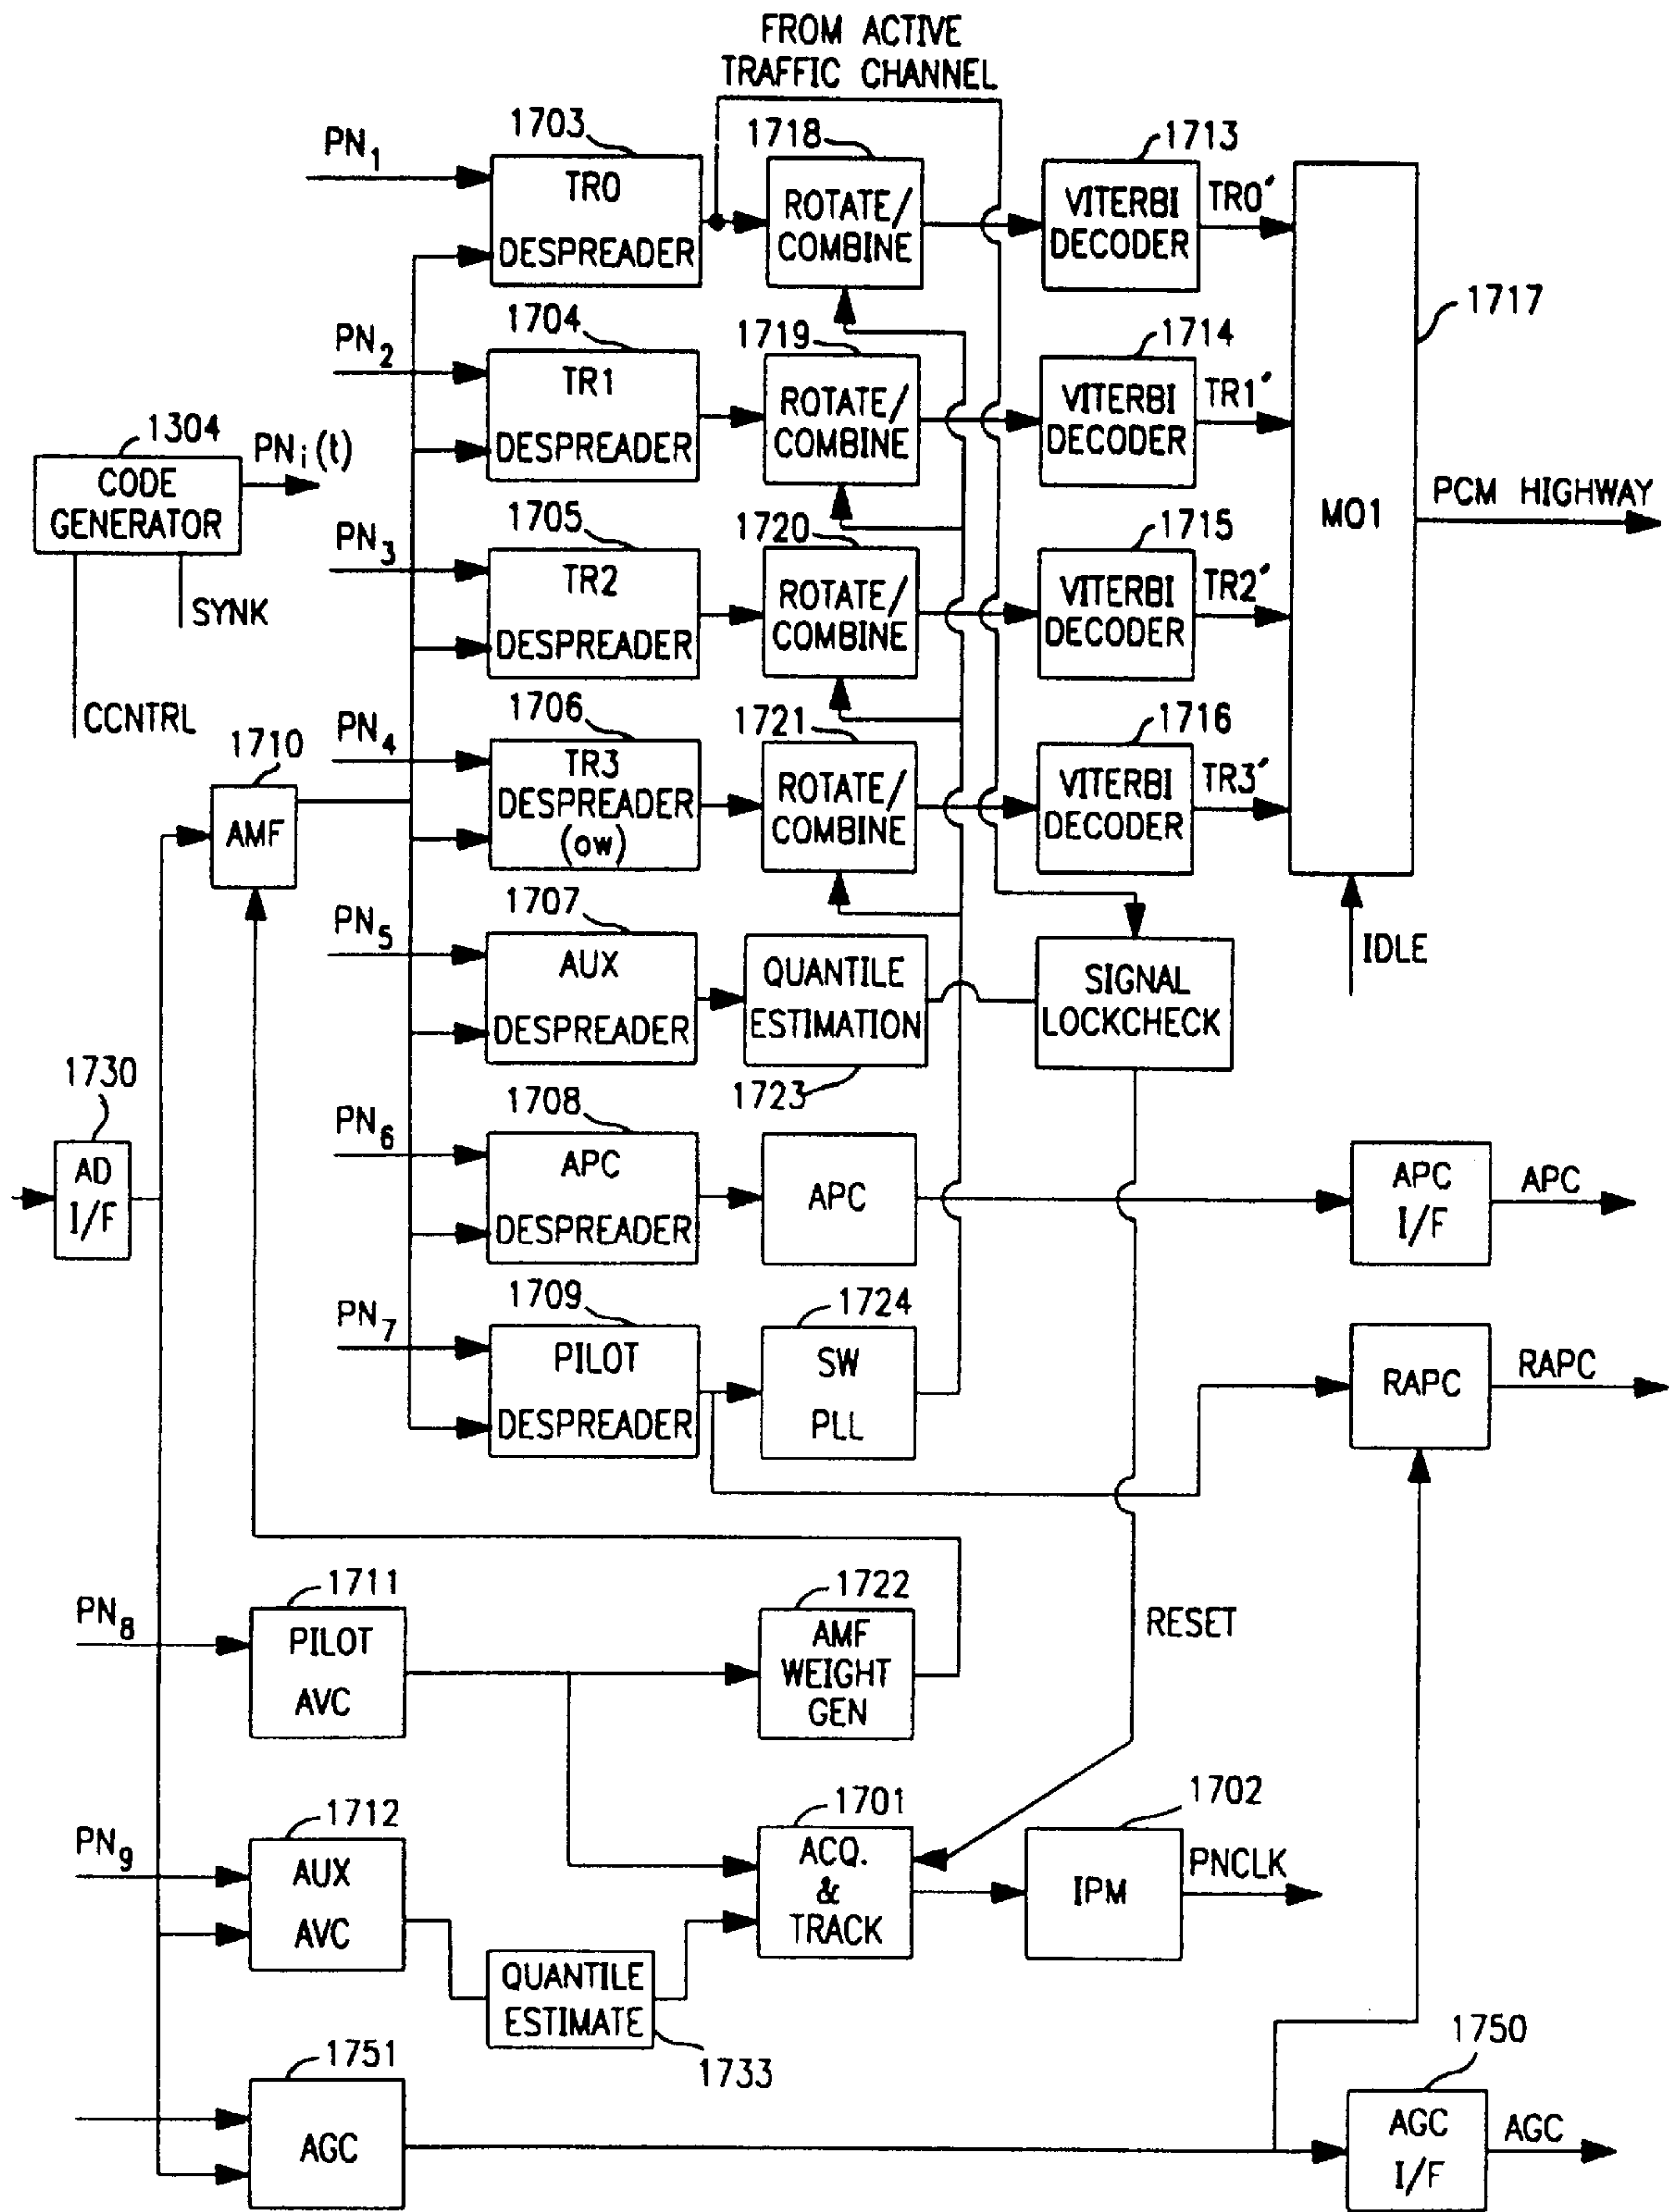 FROM ACTIVE
TRAFFIC CHANNEL
1703
1718
1713
PN1
TR0
DESPREADER
ROTATE/
COMBINE
VITERBI
DECODER
TR0′
1717
1704
1719
1714
PN2
TR1
DESPREADER
ROTATE/
COMBINE
VITERBI
DECODER
TR1′
1304
CODE
GENERATOR
PNi(t)
SYNK
CCNTRL
MO1
PCM HIGHWAY
1705
1720
1715
PN3
TR2
DESPREADER
ROTATE/
COMBINE
VITERBI
DECODER
TR2′
1706
1721
1716
PN4
TR3
DESPREADER
(OW)
ROTATE/
COMBINE
VITERBI
DECODER
TR3′
1710
AMF
IDLE
1707
PN5
AUX
DESPREADER
QUANTILE
ESTIMATION
1723
SIGNAL
LOCKCHECK
1730
AD
I/F
1708
PN6
APC
DESPREADER
APC
APC
I/F
APC
1709
1724
PN7
PILOT
DESPREADER
SW
PLL
RAPC
RAPC
1711
1722
PN8
PILOT
AVC
AMF
WEIGHT
GEN
RESET
1712
1701
1702
PN9
AUX
AVC
ACQ.
&
TRACK
IPM
PNCLK
QUANTILE
ESTIMATE
1733
1751
AGC
1750
AGC
I/F
AGC